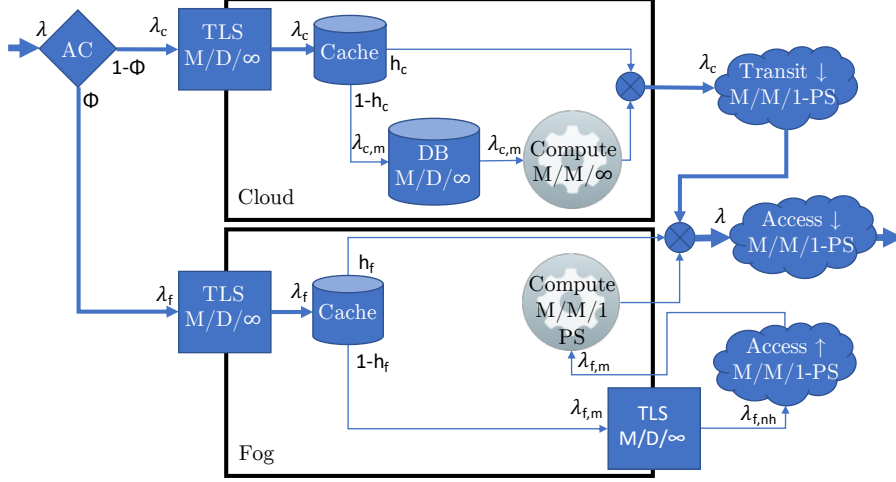 λ
AC
λc
1-Φ
Φ
TLS
M/D/∞
λc
Cache
hc
1-hc
λc,m
DB
M/D/∞
λc,m
Compute
M/M/∞
Cloud
λc
Transit ↓
M/M/1-PS
λ
Access ↓
M/M/1-PS
λf
TLS
M/D/∞
λf
Cache
hf
1-hf
Compute
M/M/1
PS
λf,m
Access ↑
M/M/1-PS
λf,m
TLS
M/D/∞
λf,nh
Fog